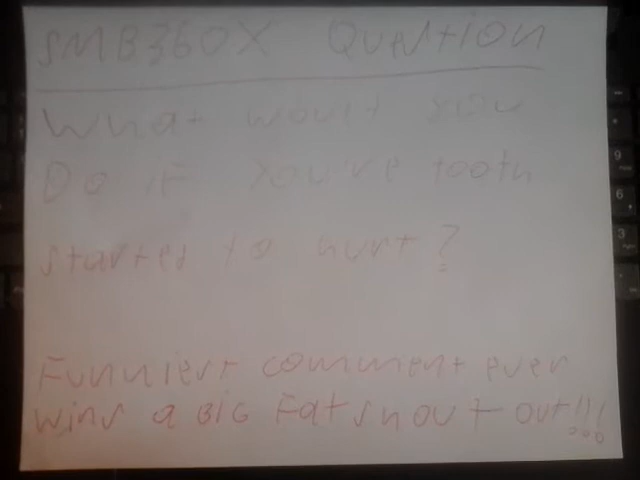 SMB360X Question
What would you
Do if you're tooth
started to hurt?
Funniest comment ever
wins a BIG Fat shout-out!!!